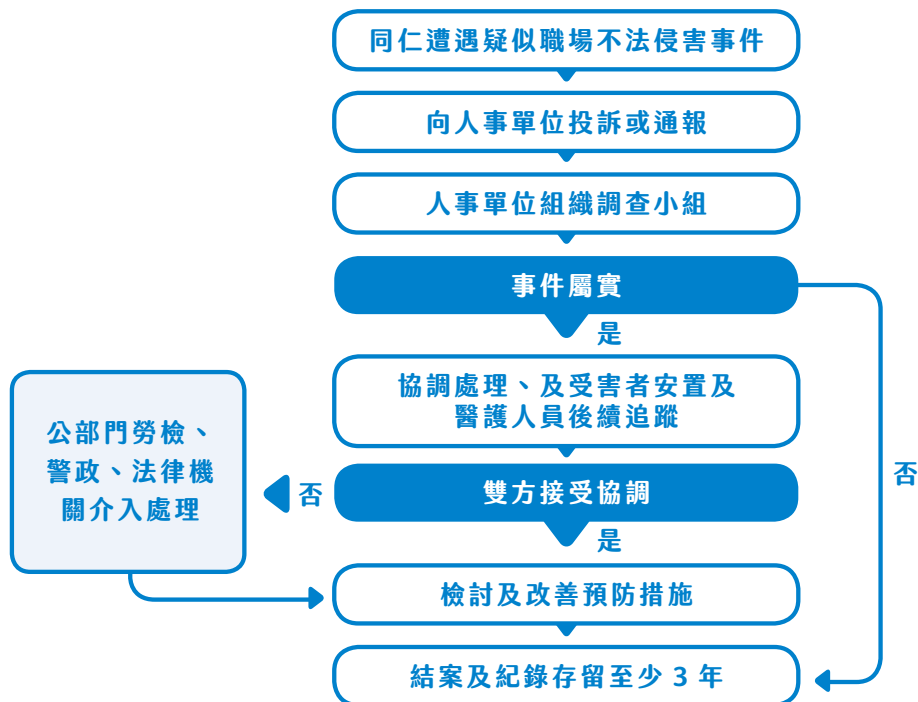 同仁遭遇疑似職場不法侵害事件
向人事單位投訴或通報
人事單位組織調查小組
事件屬實
是
協調處理、及受害者安置及
醫護人員後續追蹤
公部門勞檢、
警政、法律機
關介入處理
否
雙方接受協調
否
是
檢討及改善預防措施
結案及紀錄存留至少 3 年